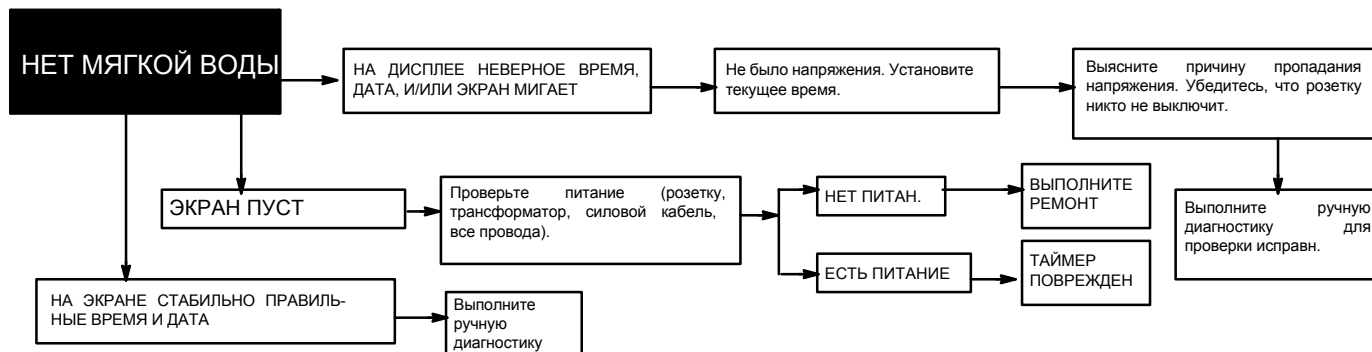 НЕТ МЯГКОЙ ВОДЫ
НА ДИСПЛЕЕ НЕВЕРНОЕ ВРЕМЯ,
ДАТА, И/ИЛИ ЭКРАН МИГАЕТ
Не было напряжения. Установите
текущее время.
Выясните причину пропадания
напряжения. Убедитесь, что розетку
никто не выключит.
ЭКРАН ПУСТ
Проверьте питание (розетку,
трансформатор, силовой кабель,
все провода).
НЕТ ПИТАН.
ВЫПОЛНИТЕ
РЕМОНТ
ЕСТЬ ПИТАНИЕ
ТАЙМЕР
ПОВРЕЖДЕН
Выполните ручную
диагностику для
проверки исправн.
НА ЭКРАНЕ СТАБИЛЬНО ПРАВИЛЬ-
НЫЕ ВРЕМЯ И ДАТА
Выполните
ручную
диагностику